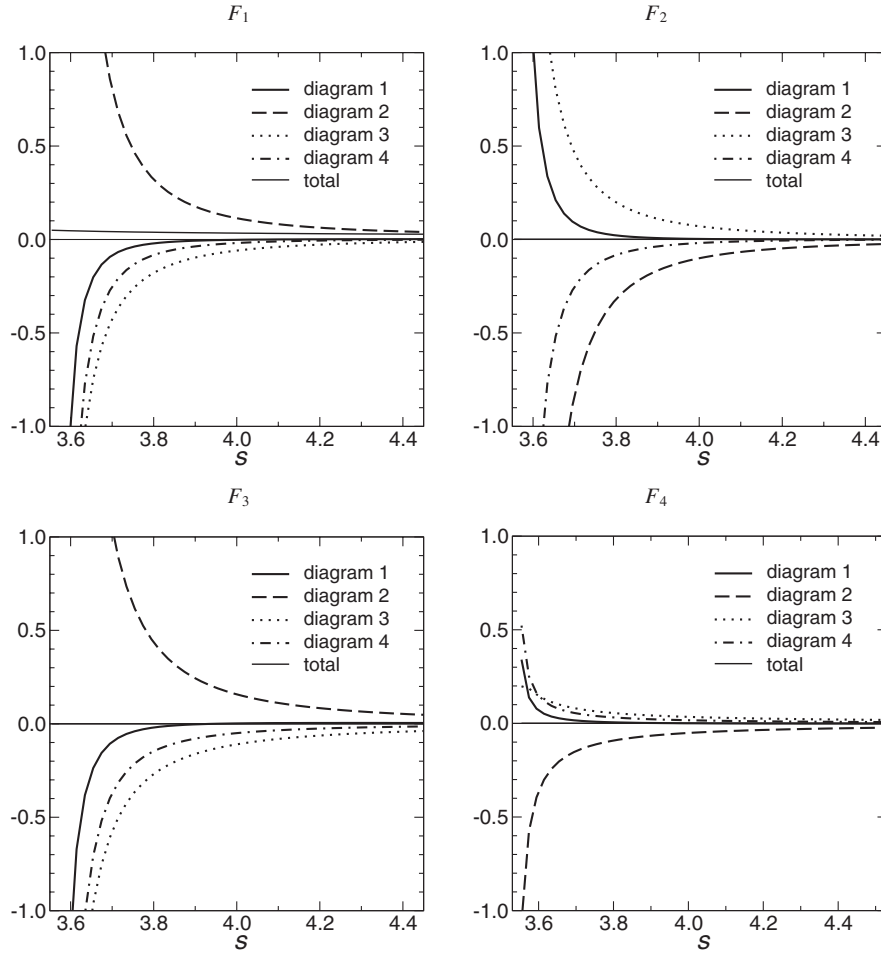 F1 F2
1.0 1.0
diagram 1 diagram 1
diagram 2 diagram 2
0.5 diagram 3 0.5 diagram 3
diagram 4 diagram 4
total total
0.0 0.0
-0.5 -0.5
-1.0 -1.0
3.6 3.8 4.0 4.2 4.4 3.6 3.8 4.0 4.2 4.4
s s
F3 F4
1.0 1.0
diagram 1 diagram 1
diagram 2 diagram 2
0.5 diagram 3 0.5 diagram 3
diagram 4 diagram 4
total total
0.0 0.0
-0.5 -0.5
-1.0 -1.0
3.6 3.8 4.0 4.2 4.4 3.6 3.8 4.0 4.2 4.4
s s